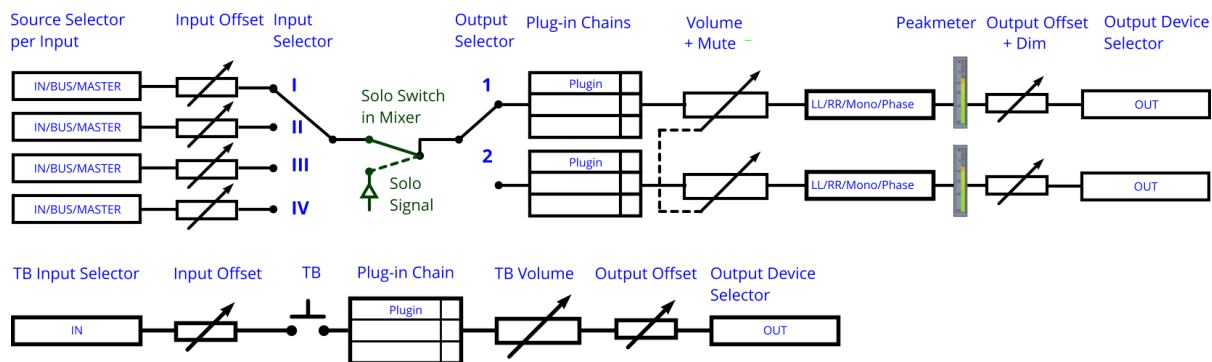 Source Selector
per Input
Input Offset
Input
Selector
Output
Selector
Plug-in Chains
Volume
+ Mute
Peakmeter
Output Offset
+ Dim
Output Device
Selector
IN/BUS/MASTER
I
Solo Switch
in Mixer
1
Plugin
LL/RR/Mono/Phase
OUT
IN/BUS/MASTER
II
IN/BUS/MASTER
III
Solo
Signal
2
Plugin
LL/RR/Mono/Phase
OUT
IN/BUS/MASTER
IV
TB Input Selector
Input Offset
TB
Plug-in Chain
TB Volume
Output Offset
Output Device
Selector
IN
Plugin
OUT